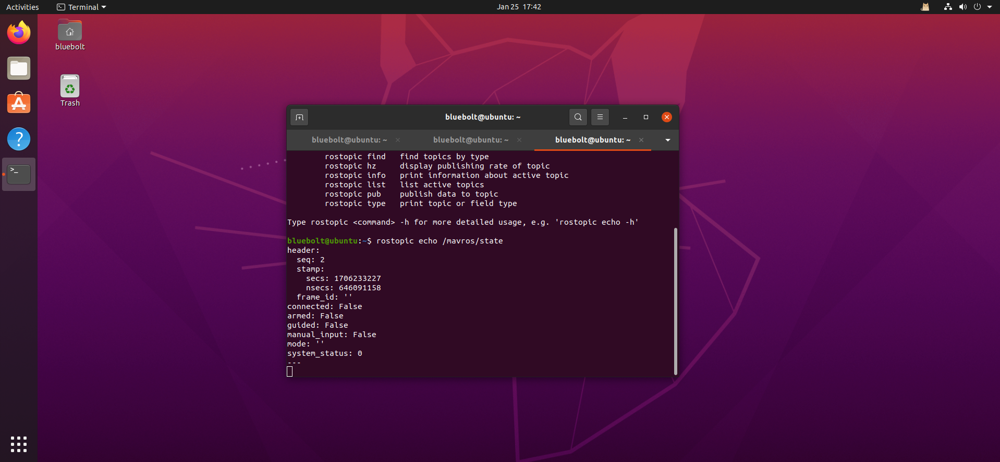 Activities Terminal Jan 25 17:42
bluebolt
Trash
bluebolt@ubuntu: ~
bluebolt@ubuntu: ~ bluebolt@ubuntu: ~ bluebolt@ubuntu: ~
rostopic find find topics by type
rostopic hz display publishing rate of topic
rostopic info print information about active topic
rostopic list list active topics
rostopic pub publish data to topic
rostopic type print topic or field type
Type rostopic <command> -h for more detailed usage, e.g. 'rostopic echo -h'
bluebolt@ubuntu:~$ rostopic echo /mavros/state
header:
  seq: 2
  stamp:
    secs: 1706233227
    nsecs: 646091158
  frame_id: ''
connected: False
armed: False
guided: False
manual_input: False
mode: ''
system_status: 0
---